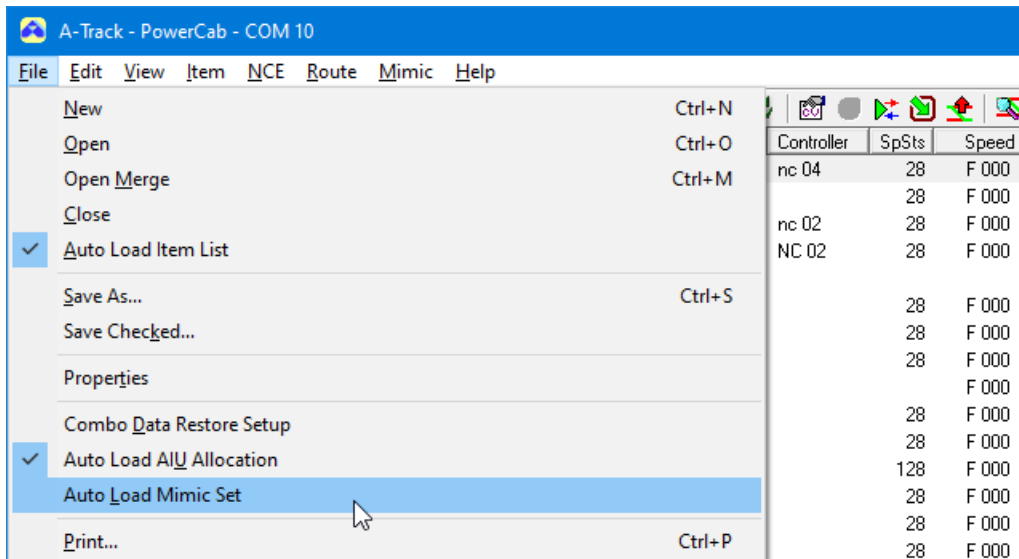 A-Track - PowerCab - COM 10
File Edit View Item NCE Route Mimic Help
New Ctrl+N
Open Ctrl+O
Open Merge Ctrl+M
Close
Auto Load Item List
Save As... Ctrl+S
Save Checked...
Properties
Combo Data Restore Setup
Auto Load AIU Allocation
Auto Load Mimic Set
Print... Ctrl+P
Controller SpSts Speed
nc 04 28 F 000
28 F 000
nc 02 28 F 000
NC 02 28 F 000
28 F 000
28 F 000
28 F 000
F 000
28 F 000
28 F 000
128 F 000
28 F 000
28 F 000
28 F 000